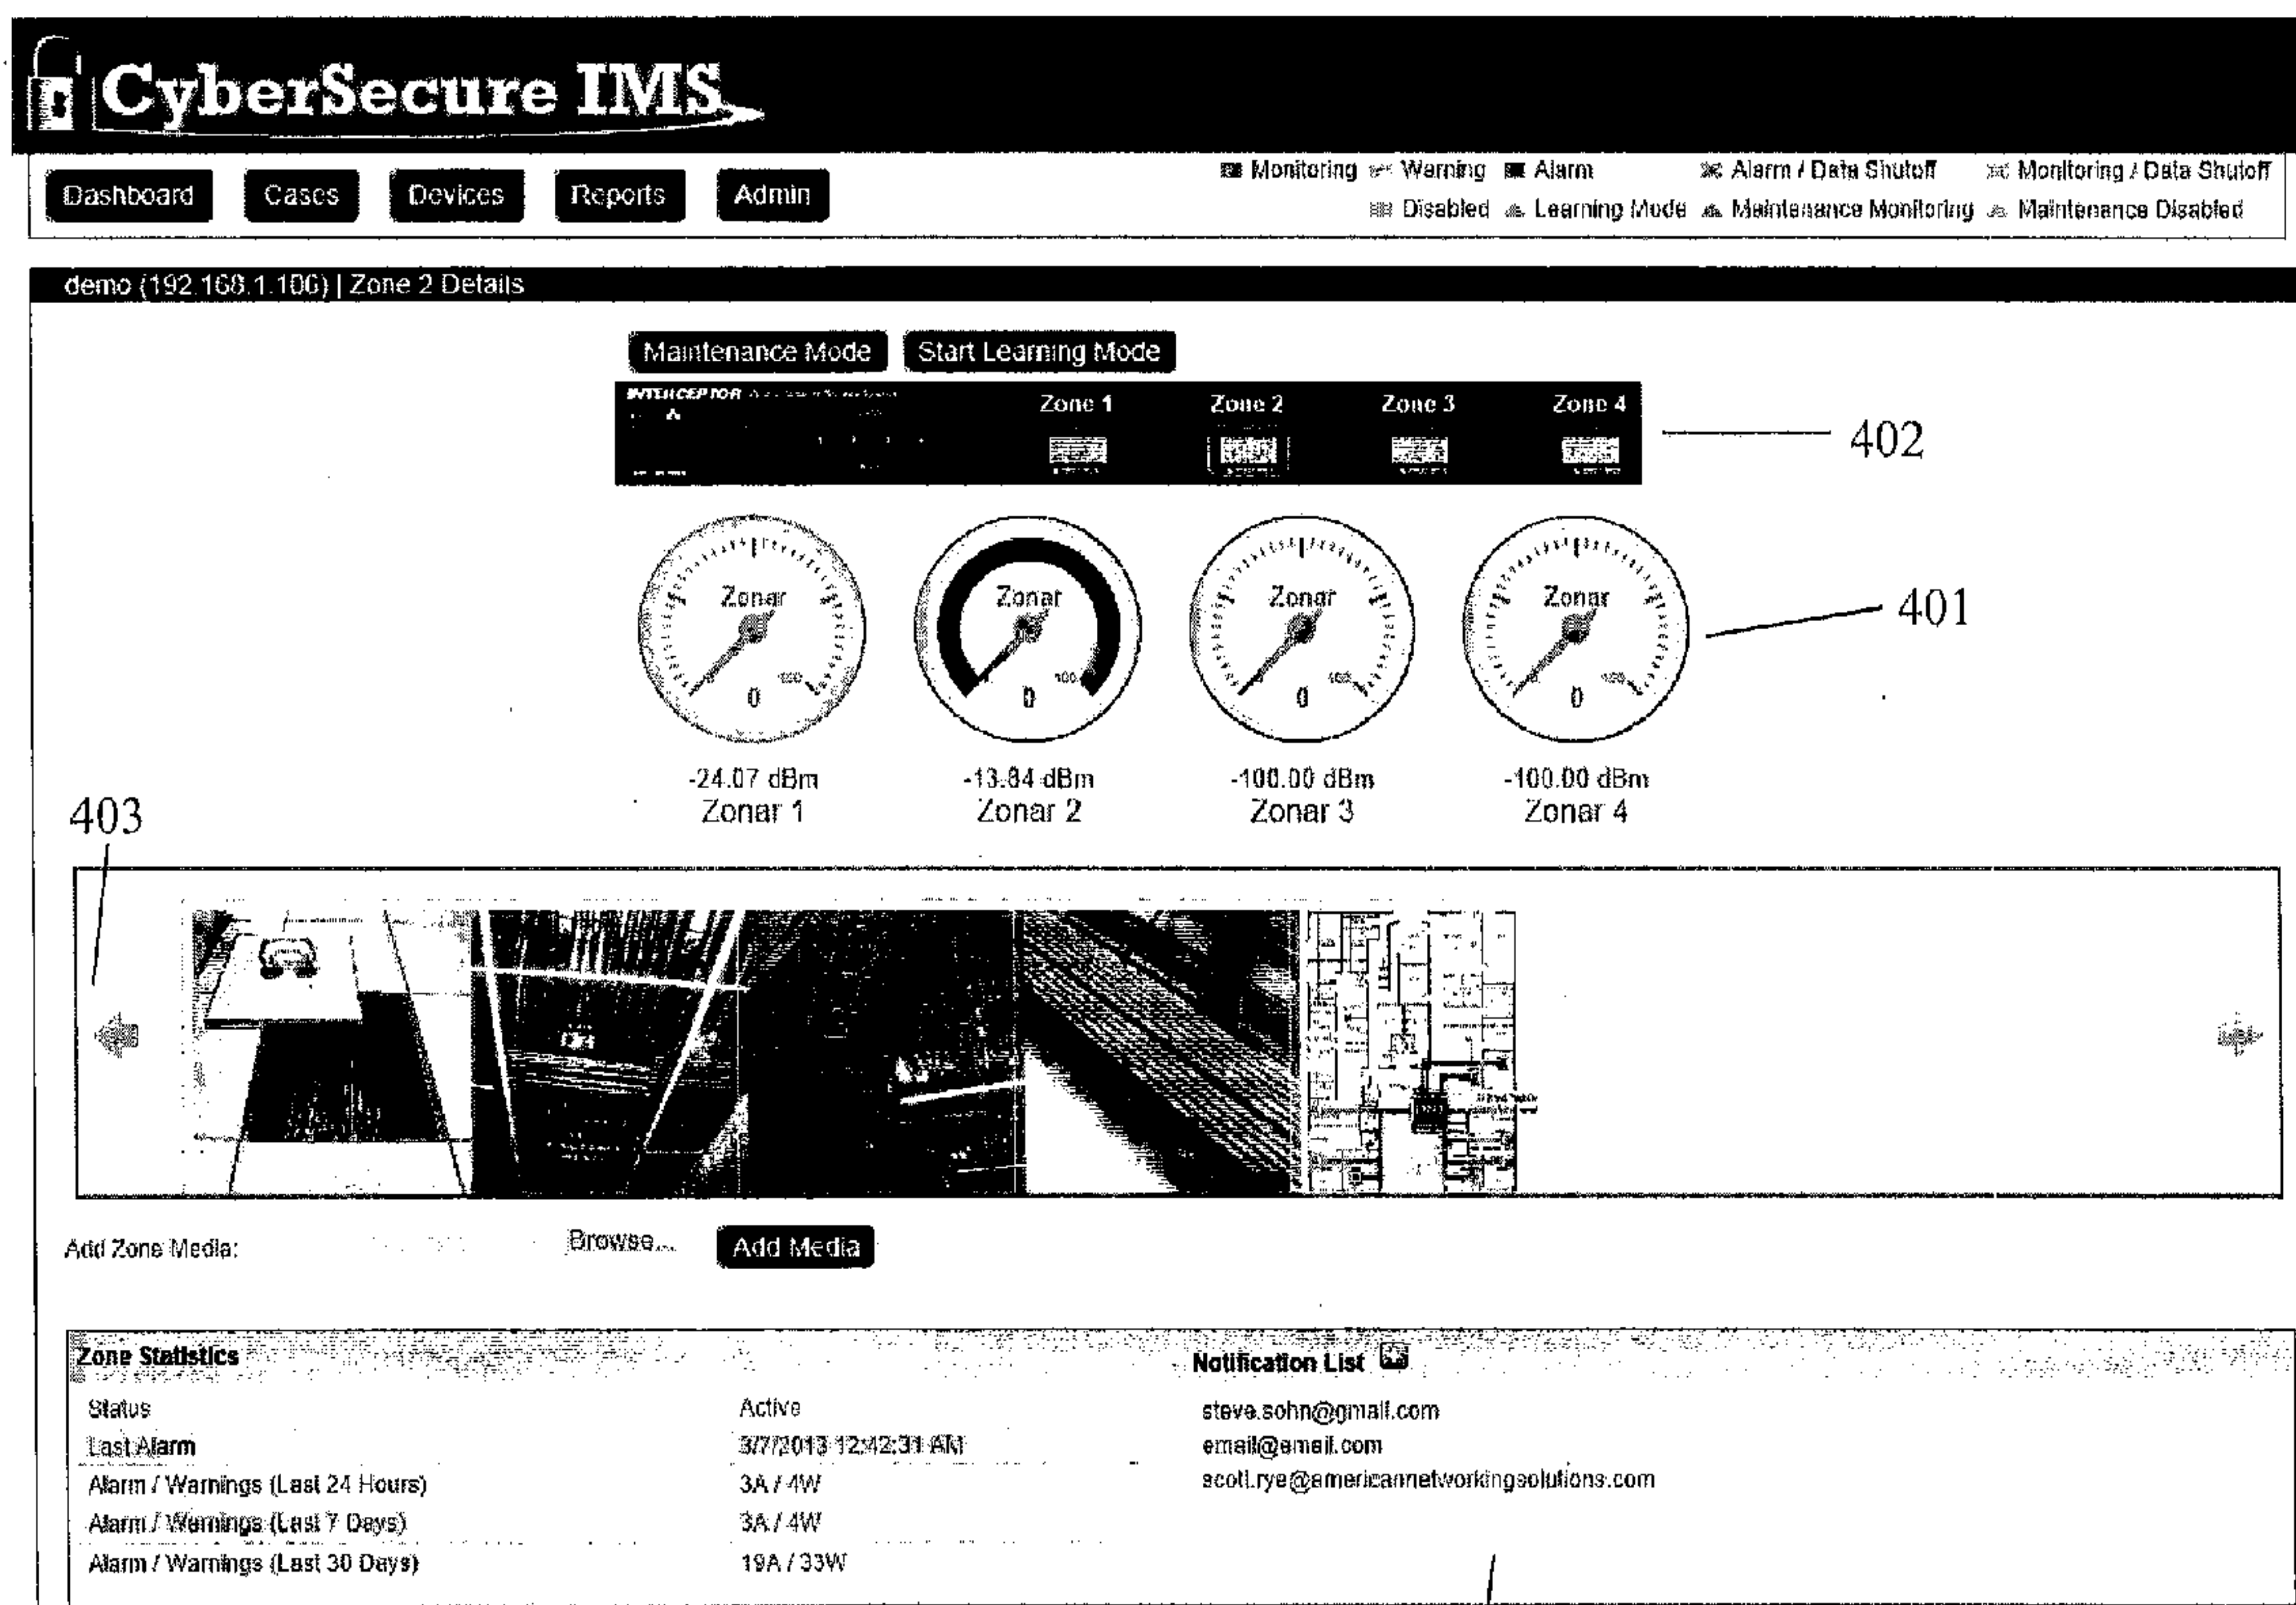 CyberSecure IMS
Dashboard Cases Devices Reports Admin
Monitoring Warning Alarm Alarm / Data Shutoff Monitoring / Data Shutoff
Disabled Learning Mode Maintenance Monitoring Maintenance Disabled
demo (192.168.1.106) | Zone 2 Details
Maintenance Mode Start Learning Mode
INTERCEPTOR
Zone 1 Zone 2 Zone 3 Zone 4
402
Zonar Zonar Zonar Zonar
401
100 100 100 100
0 0 0 0
-24.07 dBm -13.84 dBm -100.00 dBm -100.00 dBm
Zonar 1 Zonar 2 Zonar 3 Zonar 4
403
Add Zone Media: Browse... Add Media
Zone Statistics Notification List
Status Active steve.sohn@gmail.com
Last Alarm 3/7/2013 12:42:31 AM email@email.com
Alarm / Warnings (Last 24 Hours) 3A / 4W scott.rye@americannetworkingsolutions.com
Alarm / Warnings (Last 7 Days) 3A / 4W
Alarm / Warnings (Last 30 Days) 19A / 33W